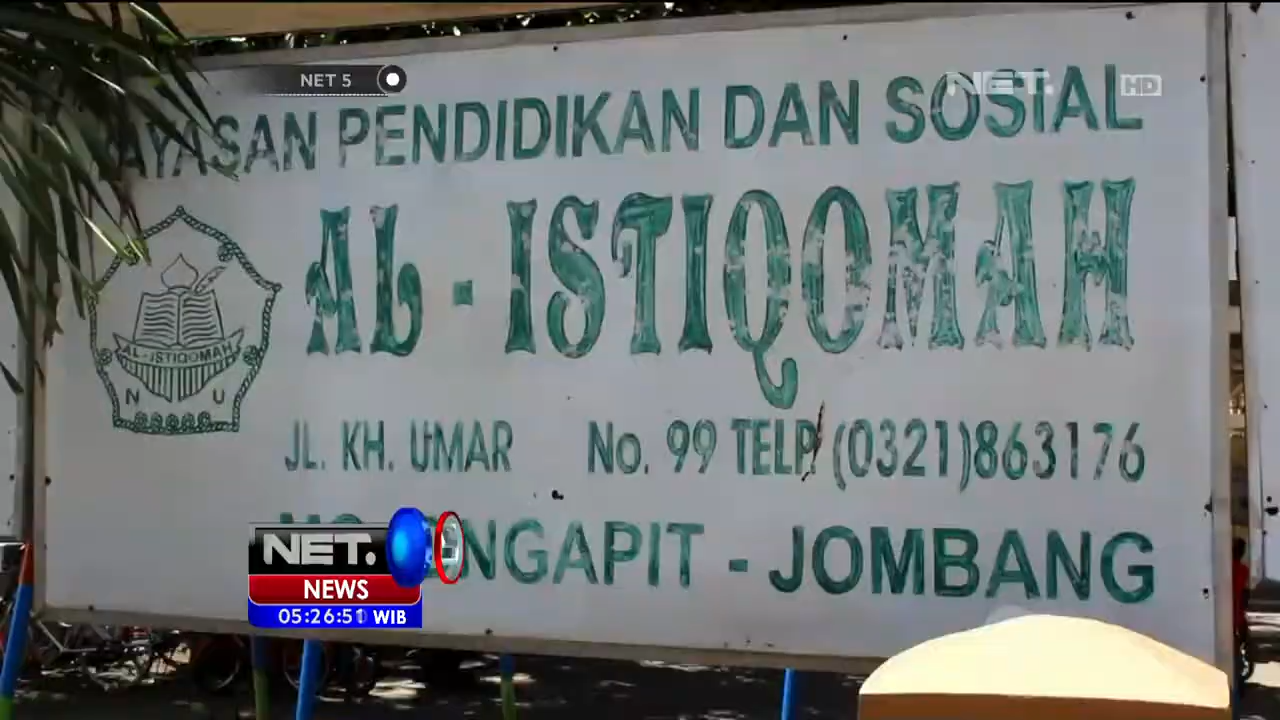 NET 5
NET. HD
YAYASAN PENDIDIKAN DAN SOSIAL
AL - ISTIQOMAH
AL-ISTIQOMAH
N U
JL. KH. UMAR No. 99 TELP. (0321)863176
- JOMBANG
NET.
NEWS
05:26:51 WIB